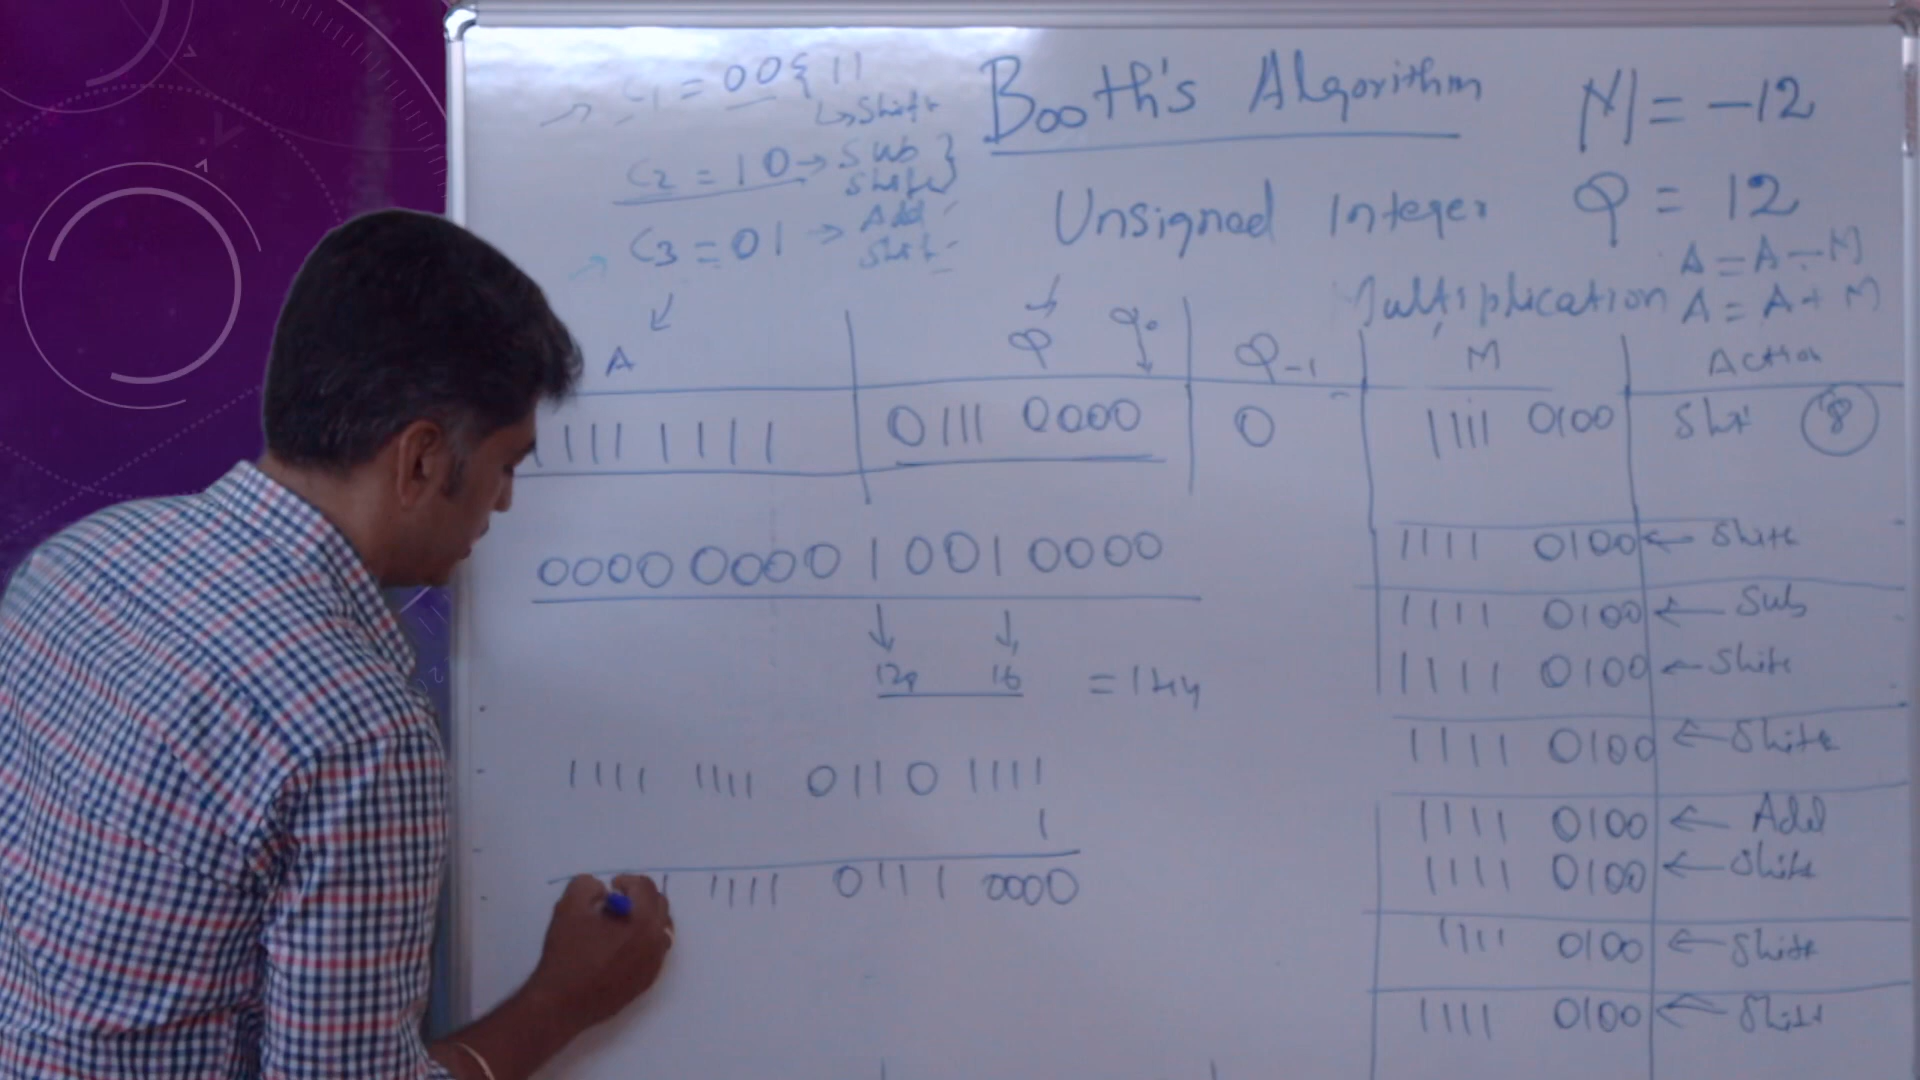 C1 = 00 { 11
↳ Shift
C2 = 10 → Sub }
Shift
C3 = 01 → Add
Shift
Booth's Algorithm
Unsigned Integer
Multiplication
M = -12
Q = 12
A = A - M
A = A + M
A Q q0 Q-1 M Action
1111 1111 0111 0000 0 1111 0100 Shift 8
0000 0000 1001 0000
128 16 = 144
1111 1111 0110 1111
1
1 1111 0111 0000
1111 0100 ← Shift
1111 0100 ← Sub
1111 0100 ← Shift
1111 0100 ← Shift
1111 0100 ← Add
1111 0100 ← Shift
1111 0100 ← Shift
1111 0100 ← Shift